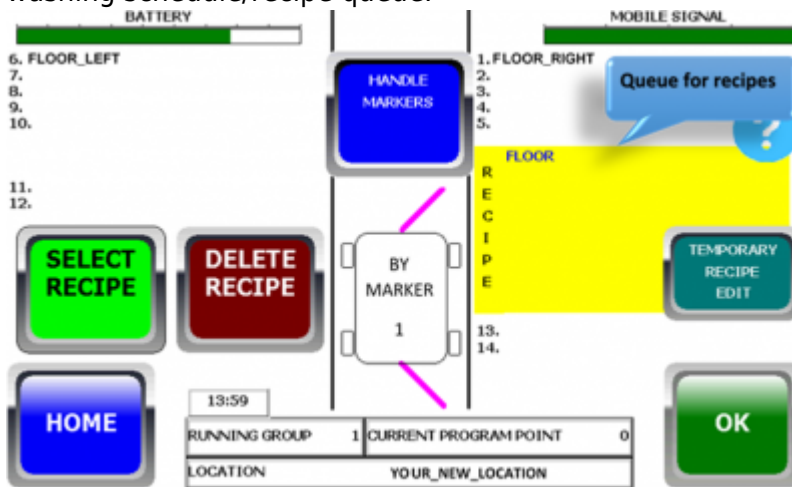 washing schedule/recipe queue.
BATTERY
MOBILE SIGNAL
6. FLOOR_LEFT
7.
8.
9.
10.
11.
12.
HANDLE
MARKERS
1. FLOOR_RIGHT
2.
3.
4.
5.
Queue for recipes
?
FLOOR
RECIPE
TEMPORARY
RECIPE
EDIT
13.
14.
SELECT
RECIPE
DELETE
RECIPE
BY
MARKER
1
HOME
13:59
RUNNING GROUP 1 CURRENT PROGRAM POINT 0
LOCATION YOUR_NEW_LOCATION
OK